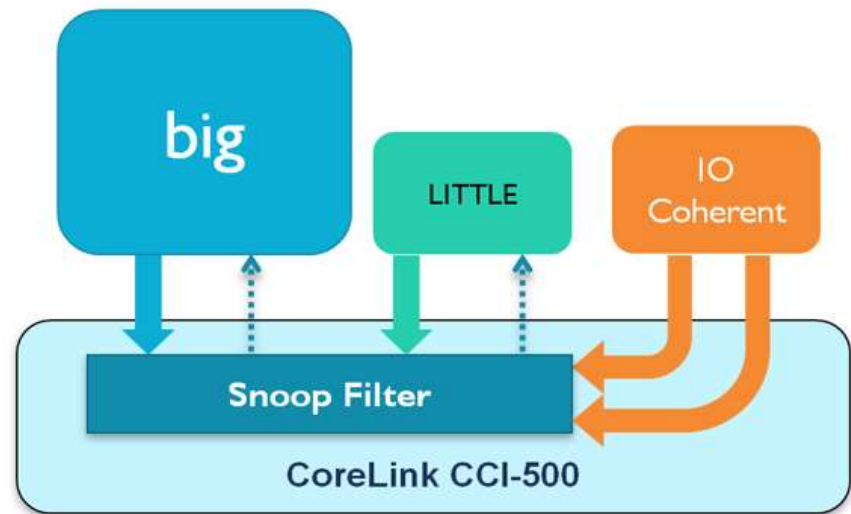 big
LITTLE
IO
Coherent
Snoop Filter
CoreLink CCI-500